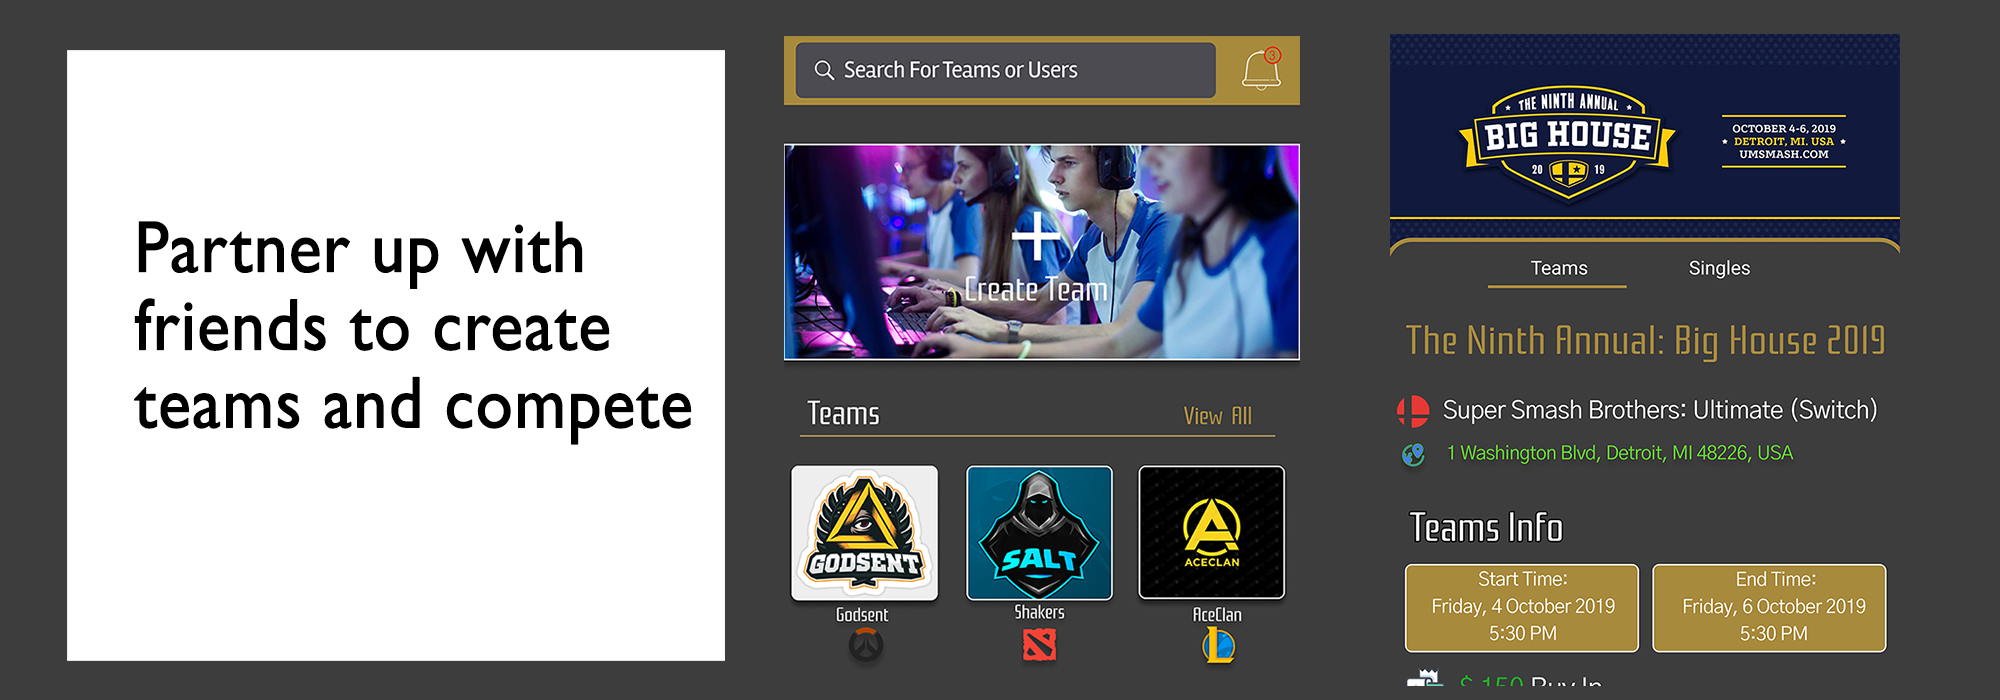 Partner up with
friends to create
teams and compete
Search For Teams or Users
3
Create Team
Teams
View All
GODSENT
SALT
ACECLAN
Godsent
Shakers
AceClan
THE NINTH ANNUAL
BIG HOUSE
20 19
OCTOBER 4-6, 2019
DETROIT, MI. USA
UMSMASH.COM
Teams
Singles
The Ninth Annual: Big House 2019
Super Smash Brothers: Ultimate (Switch)
1 Washington Blvd, Detroit, MI 48226, USA
Teams Info
Start Time:
Friday, 4 October 2019
5:30 PM
End Time:
Friday, 6 October 2019
5:30 PM
$ 150 Buy In